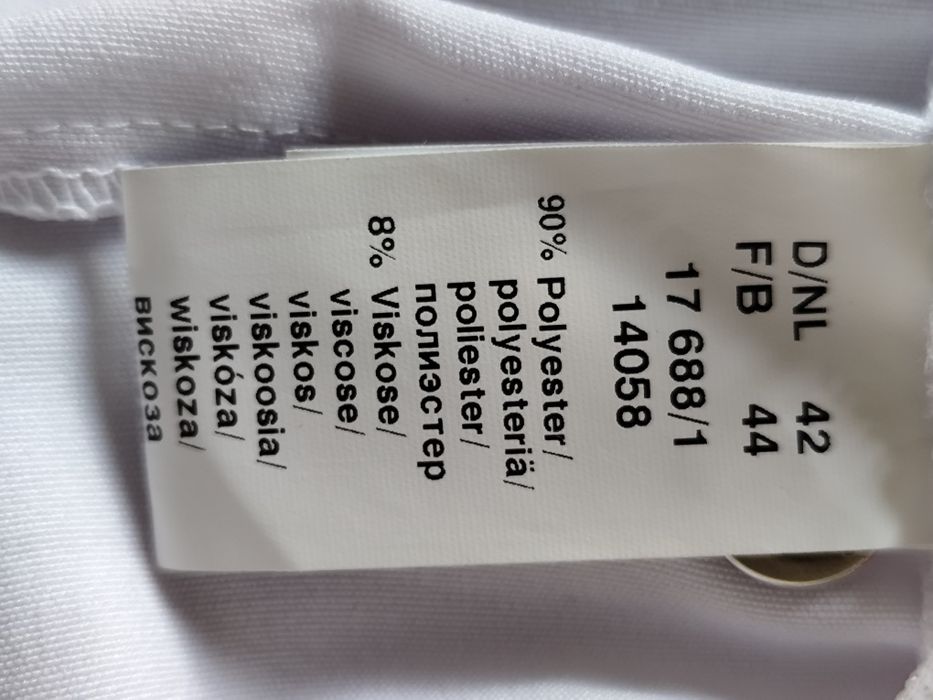 D/NL 42
F/B 44
17 688/1
14058
90% Polyester/
polyesteriä/
poliester/
полиэстер
8% Viskose/
viscose/
viskos/
viskoosia/
viskóza/
wiskoza/
вискоза